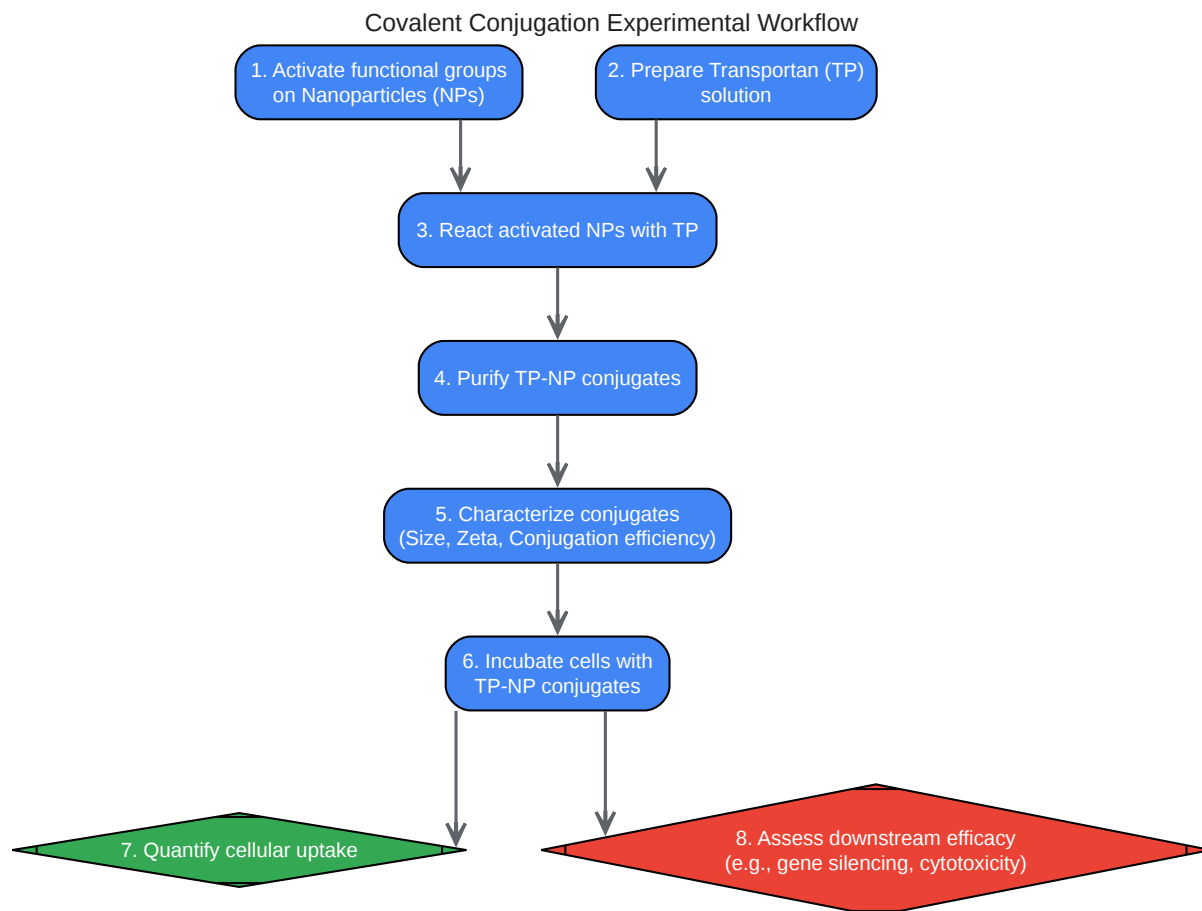 Covalent Conjugation Experimental Workflow
1. Activate functional groups
on Nanoparticles (NPs)
2. Prepare Transportan (TP)
solution
3. React activated NPs with TP
4. Purify TP-NP conjugates
5. Characterize conjugates
(Size, Zeta, Conjugation efficiency)
6. Incubate cells with
TP-NP conjugates
7. Quantify cellular uptake
8. Assess downstream efficacy
(e.g., gene silencing, cytotoxicity)